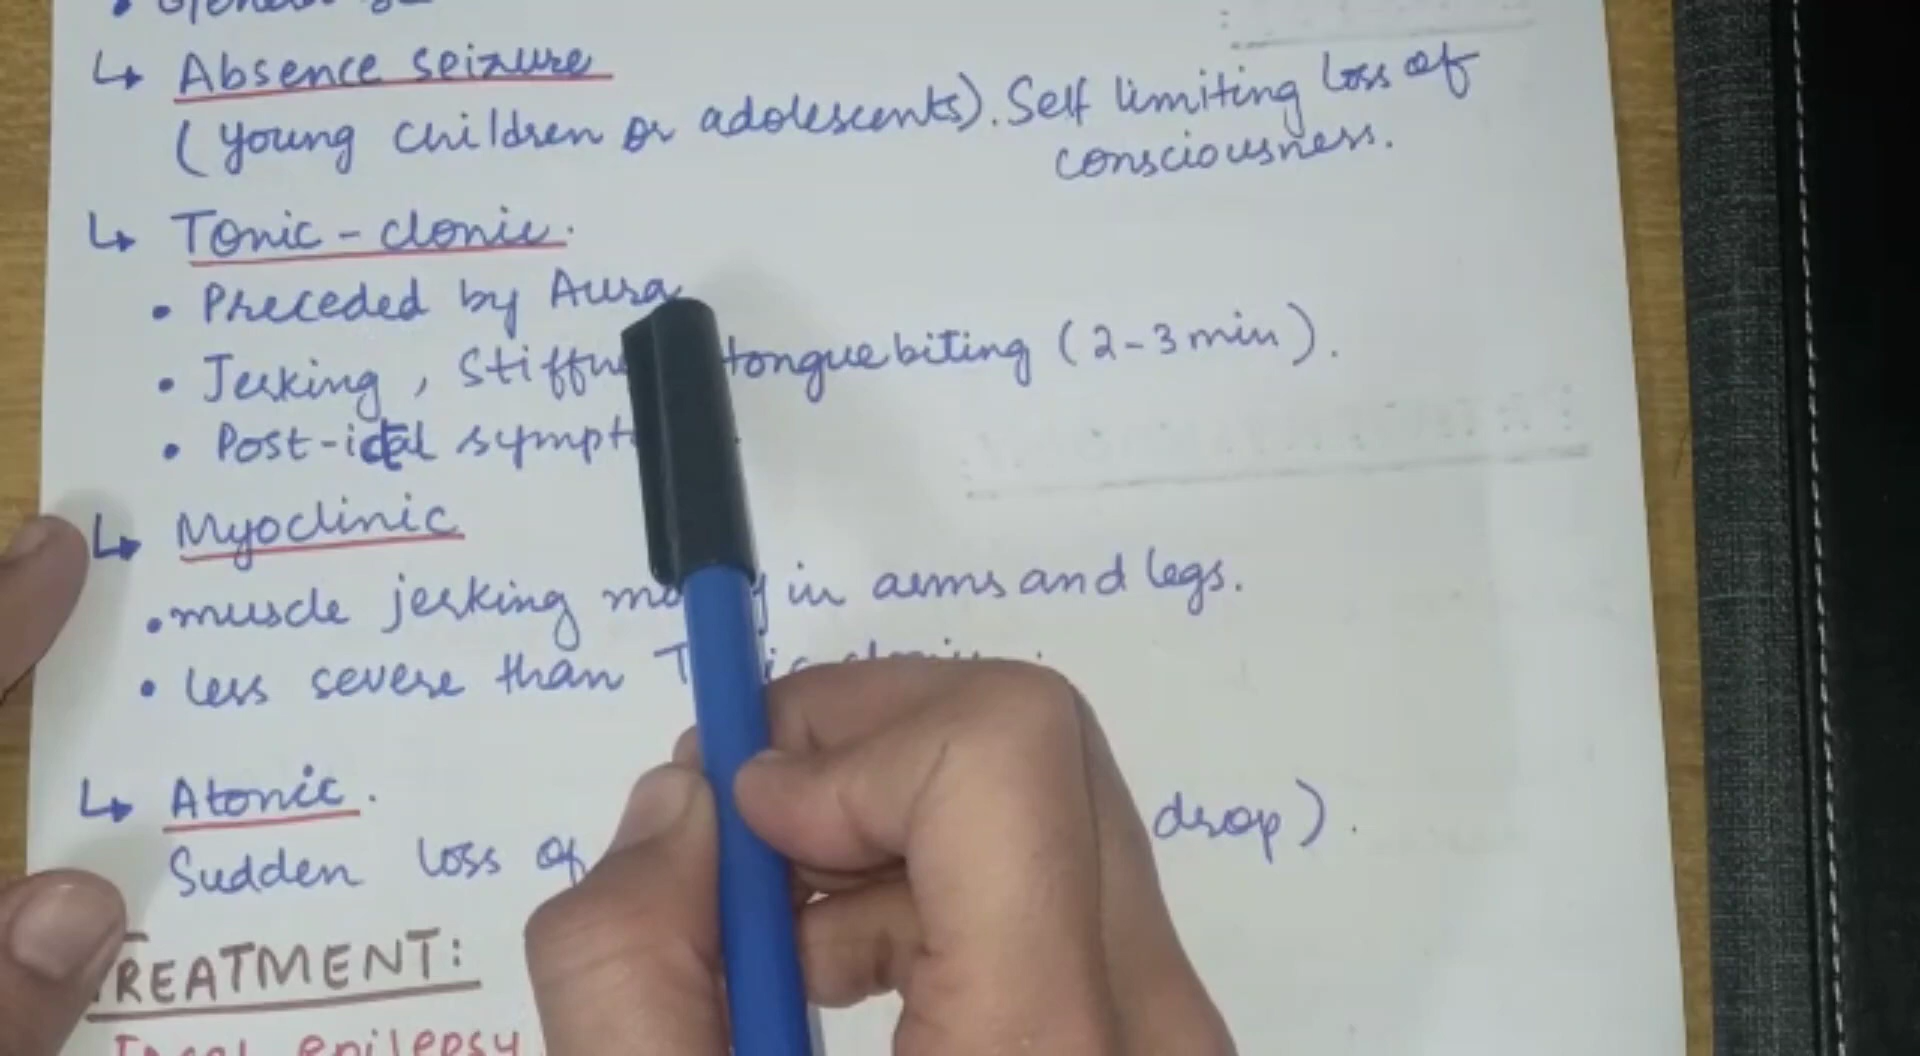 ↳ Absence seizure
(Young children or adolescents). Self limiting loss of
consciousness.
↳ Tonic-clonic.
• Preceded by Aura
• Jerking, tongue biting (2-3 min).
• Post-ictal
↳ Myoclinic
• muscle jerking in arms and legs.
• less severe than
↳ Atonic.
Sudden loss of drop).
TREATMENT:
epilepsy